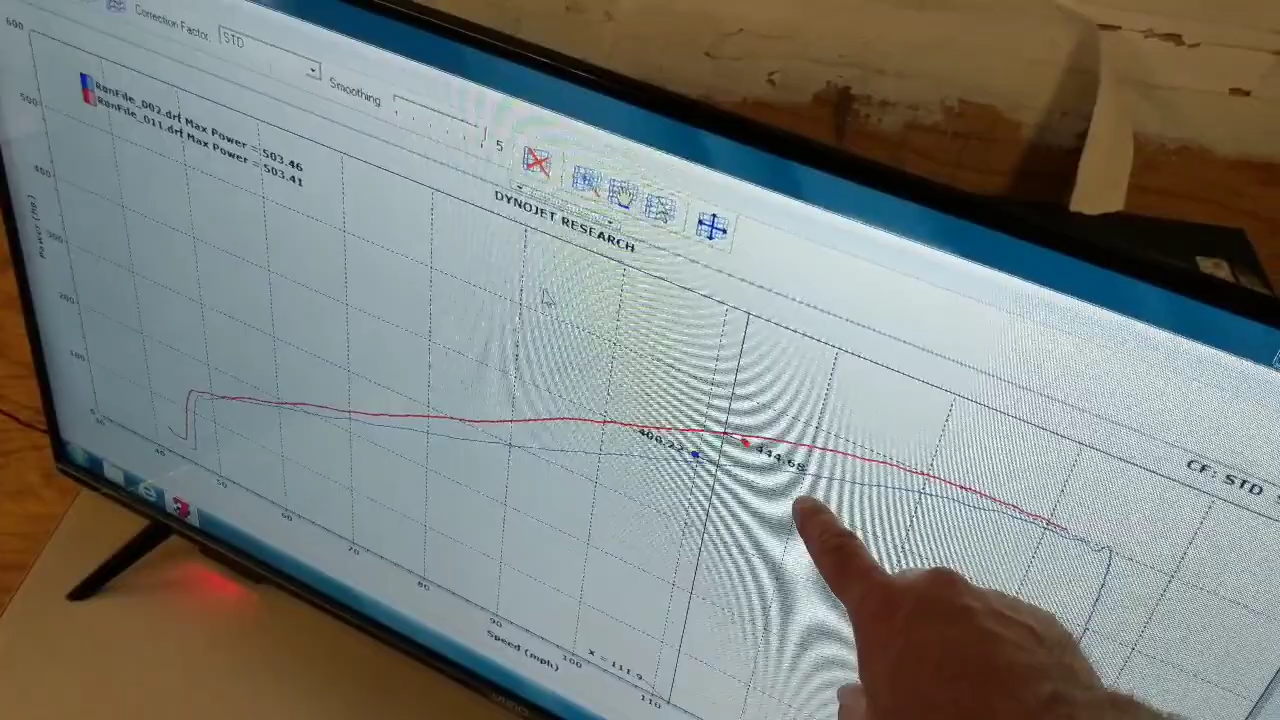 Correction Factor: STD
Smoothing
5
RunFile_002.drf Max Power = 503.46
RunFile_011.drf Max Power = 503.41
DYNOJET RESEARCH
CF: STD
Power (HP)
600
500
400
300
200
100
0
400.23
444.68
30
40
50
60
70
80
90
100
110
Speed (mph)
X = 111.9